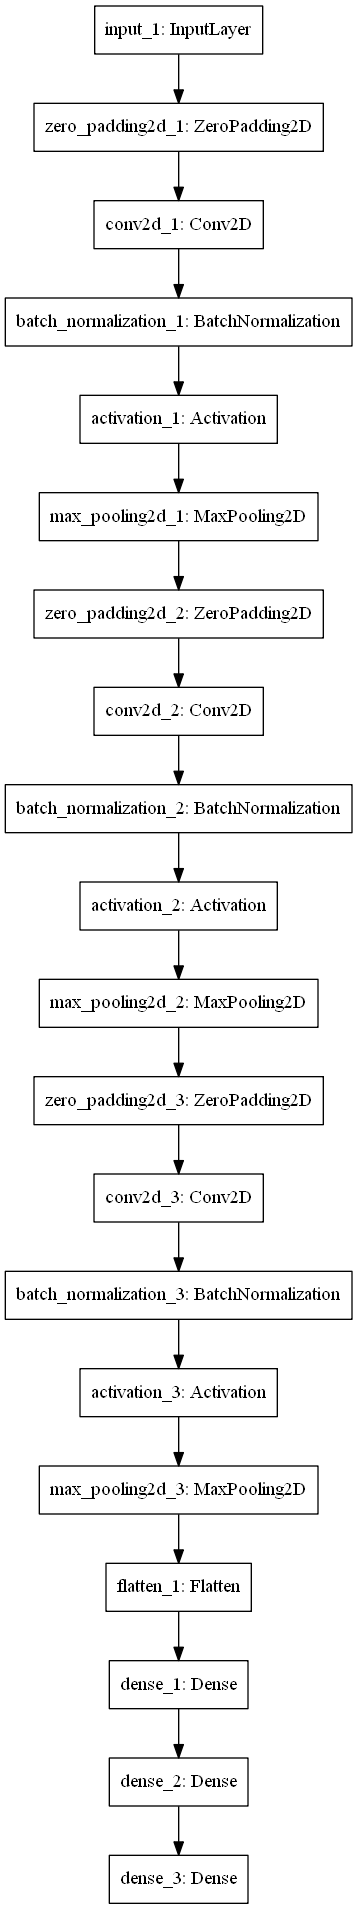 input_1: InputLayer
zero_padding2d_1: ZeroPadding2D
conv2d_1: Conv2D
batch_normalization_1: BatchNormalization
activation_1: Activation
max_pooling2d_1: MaxPooling2D
zero_padding2d_2: ZeroPadding2D
conv2d_2: Conv2D
batch_normalization_2: BatchNormalization
activation_2: Activation
max_pooling2d_2: MaxPooling2D
zero_padding2d_3: ZeroPadding2D
conv2d_3: Conv2D
batch_normalization_3: BatchNormalization
activation_3: Activation
max_pooling2d_3: MaxPooling2D
flatten_1: Flatten
dense_1: Dense
dense_2: Dense
dense_3: Dense